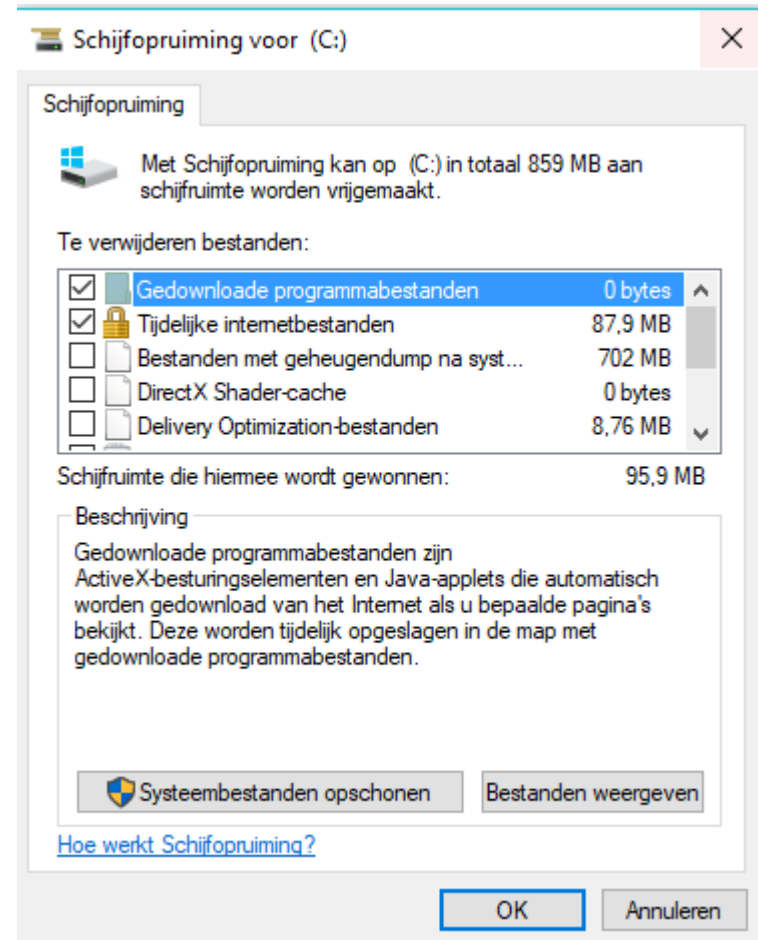 Schijfopruiming voor (C:)
Schijfopruiming
Met Schijfopruiming kan op (C:) in totaal 859 MB aan
schijfruimte worden vrijgemaakt.
Te verwijderen bestanden:
Gedownloade programmabestanden 0 bytes
Tijdelijke internetbestanden 87,9 MB
Bestanden met geheugendump na syst... 702 MB
DirectX Shader-cache 0 bytes
Delivery Optimization-bestanden 8,76 MB
Schijfruimte die hiermee wordt gewonnen: 95,9 MB
Beschrijving
Gedownloade programmabestanden zijn
ActiveX-besturingselementen en Java-applets die automatisch
worden gedownload van het Internet als u bepaalde pagina's
bekijkt. Deze worden tijdelijk opgeslagen in de map met
gedownloade programmabestanden.
Systeembestanden opschonen Bestanden weergeven
Hoe werkt Schijfopruiming?
OK Annuleren